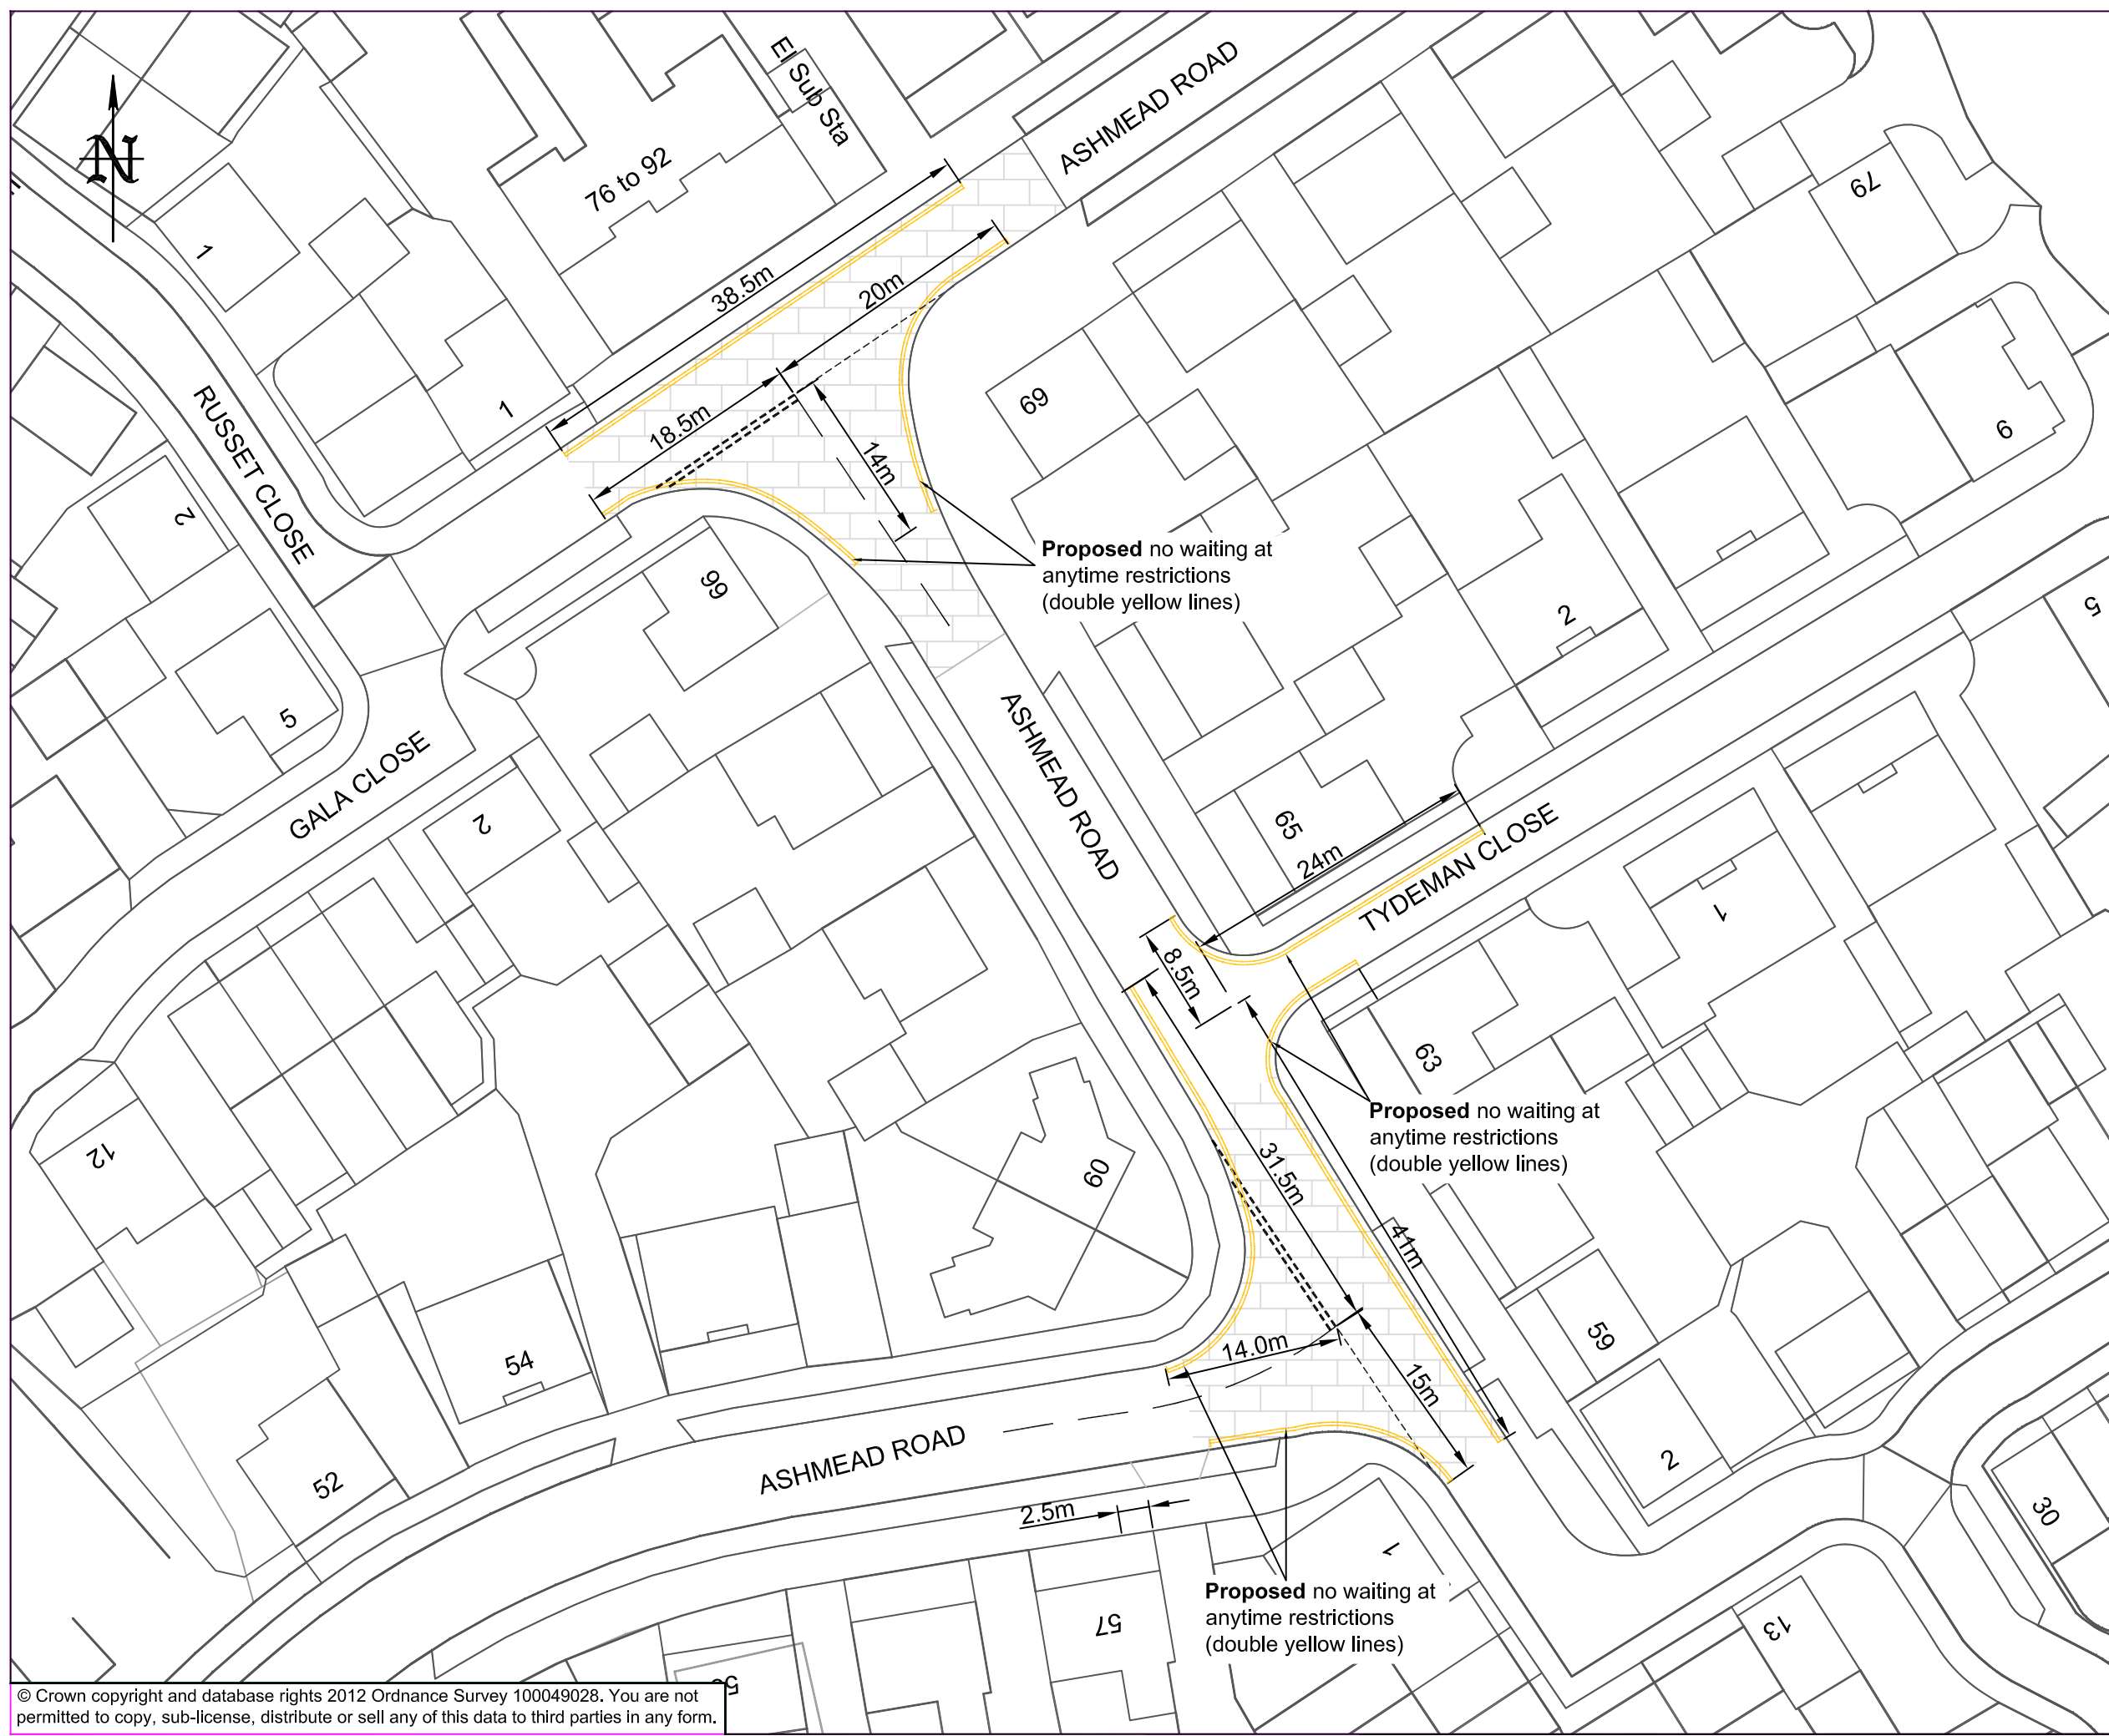 El Sub Sta
ASHMEAD ROAD
N
76 to 92
79
1
38.5m
20m
69
1
18.5m
14m
9
RUSSET CLOSE
2
Proposed no waiting at
anytime restrictions
(double yellow lines)
66
2
5
5
GALA CLOSE
ASHMEAD ROAD
2
65
24m
TYDEMAN CLOSE
1
8.5m
63
Proposed no waiting at
anytime restrictions
(double yellow lines)
12
60
31.5m
41m
59
54
14.0m
15m
ASHMEAD ROAD
52
2
2.5m
30
1
Proposed no waiting at
anytime restrictions
(double yellow lines)
57
13
© Crown copyright and database rights 2012 Ordnance Survey 100049028. You are not
permitted to copy, sub-license, distribute or sell any of this data to third parties in any form.